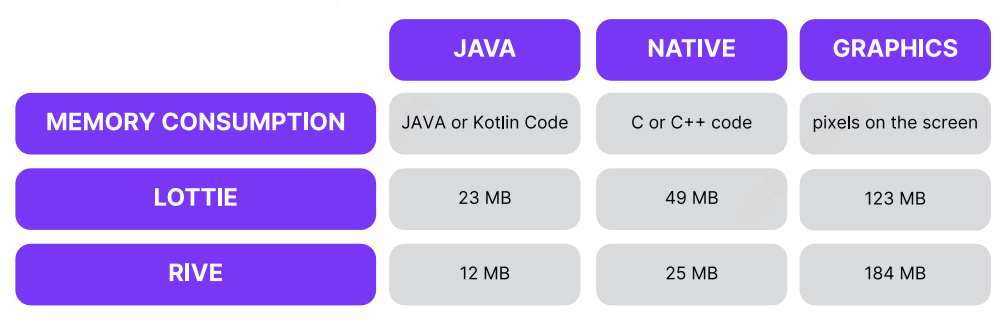 JAVA NATIVE GRAPHICS
MEMORY CONSUMPTION JAVA or Kotlin Code C or C++ code pixels on the screen
LOTTIE 23 MB 49 MB 123 MB
RIVE 12 MB 25 MB 184 MB